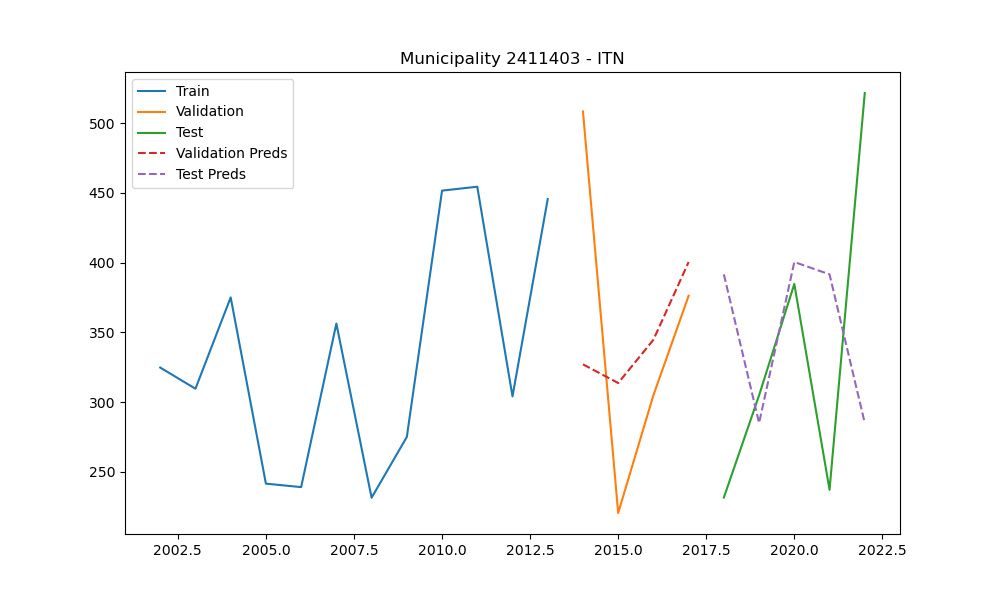 Municipality 2411403 - ITN
Train
Validation
Test
Validation Preds
Test Preds
500
450
400
350
300
250
2002.5 2005.0 2007.5 2010.0 2012.5 2015.0 2017.5 2020.0 2022.5